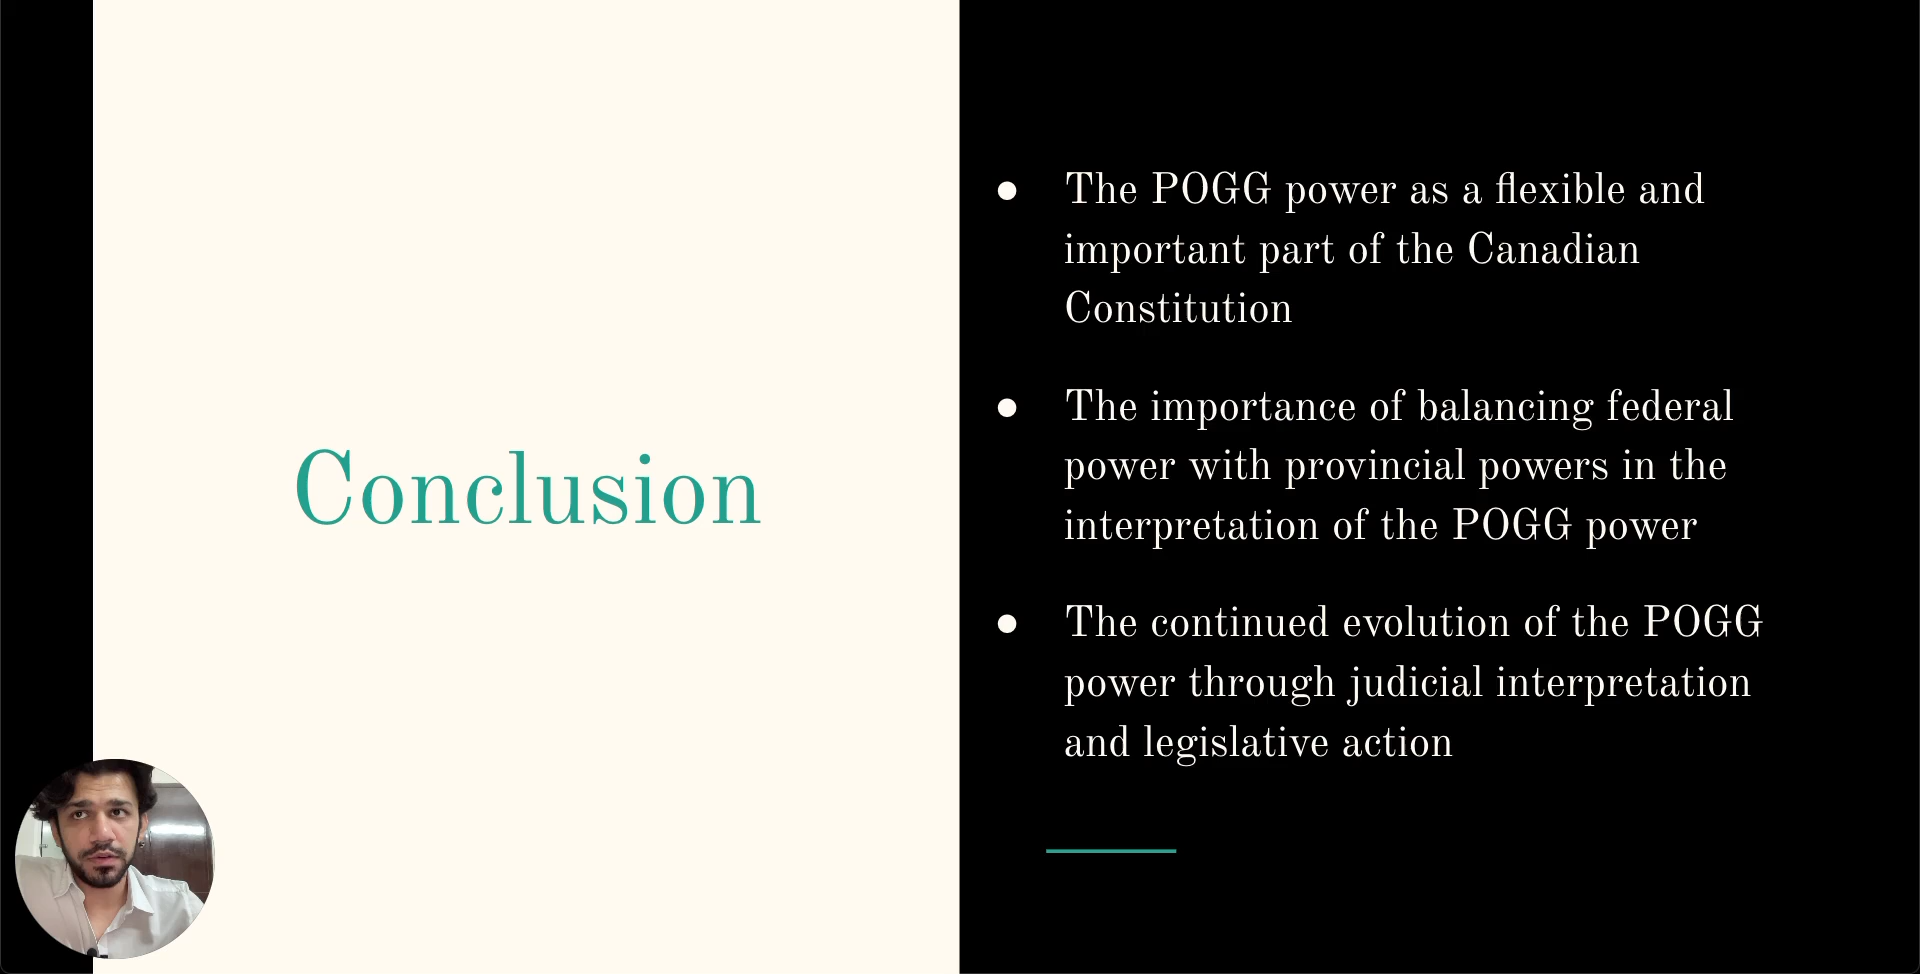 Conclusion
● The POGG power as a flexible and
important part of the Canadian
Constitution
● The importance of balancing federal
power with provincial powers in the
interpretation of the POGG power
● The continued evolution of the POGG
power through judicial interpretation
and legislative action